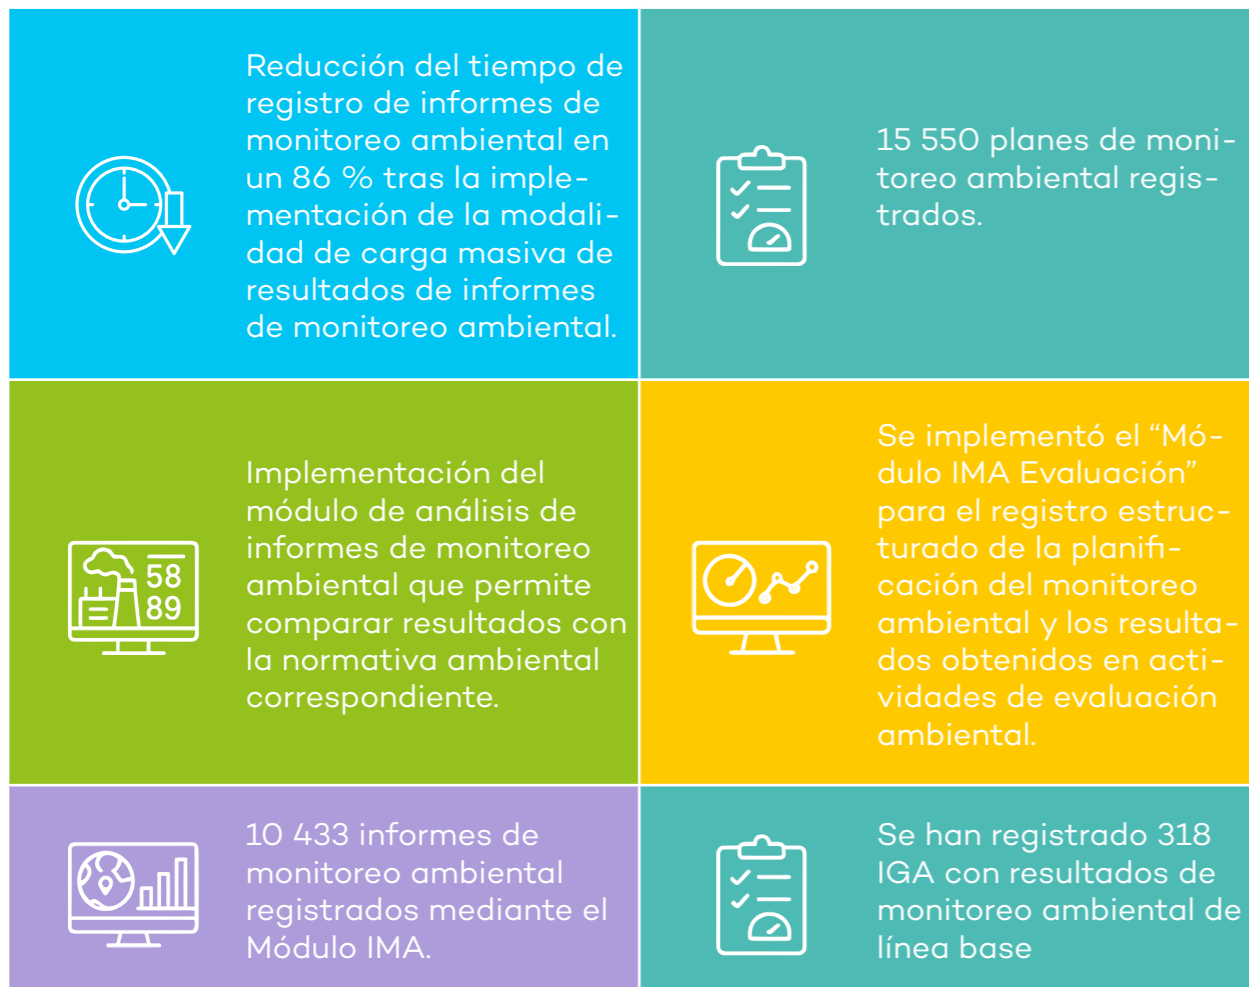 Reducción del tiempo de
registro de informes de
monitoreo ambiental en
un 86 % tras la imple-
mentación de la modali-
dad de carga masiva de
resultados de informes
de monitoreo ambiental.
15 550 planes de moni-
toreo ambiental regis-
trados.
58
89
Implementación del
módulo de análisis de
informes de monitoreo
ambiental que permite
comparar resultados con
la normativa ambiental
correspondiente.
Se implementó el “Mó-
dulo IMA Evaluación”
para el registro estruc-
turado de la planifi-
cación del monitoreo
ambiental y los resulta-
dos obtenidos en acti-
vidades de evaluación
ambiental.
10 433 informes de
monitoreo ambiental
registrados mediante el
Módulo IMA.
Se han registrado 318
IGA con resultados de
monitoreo ambiental de
línea base